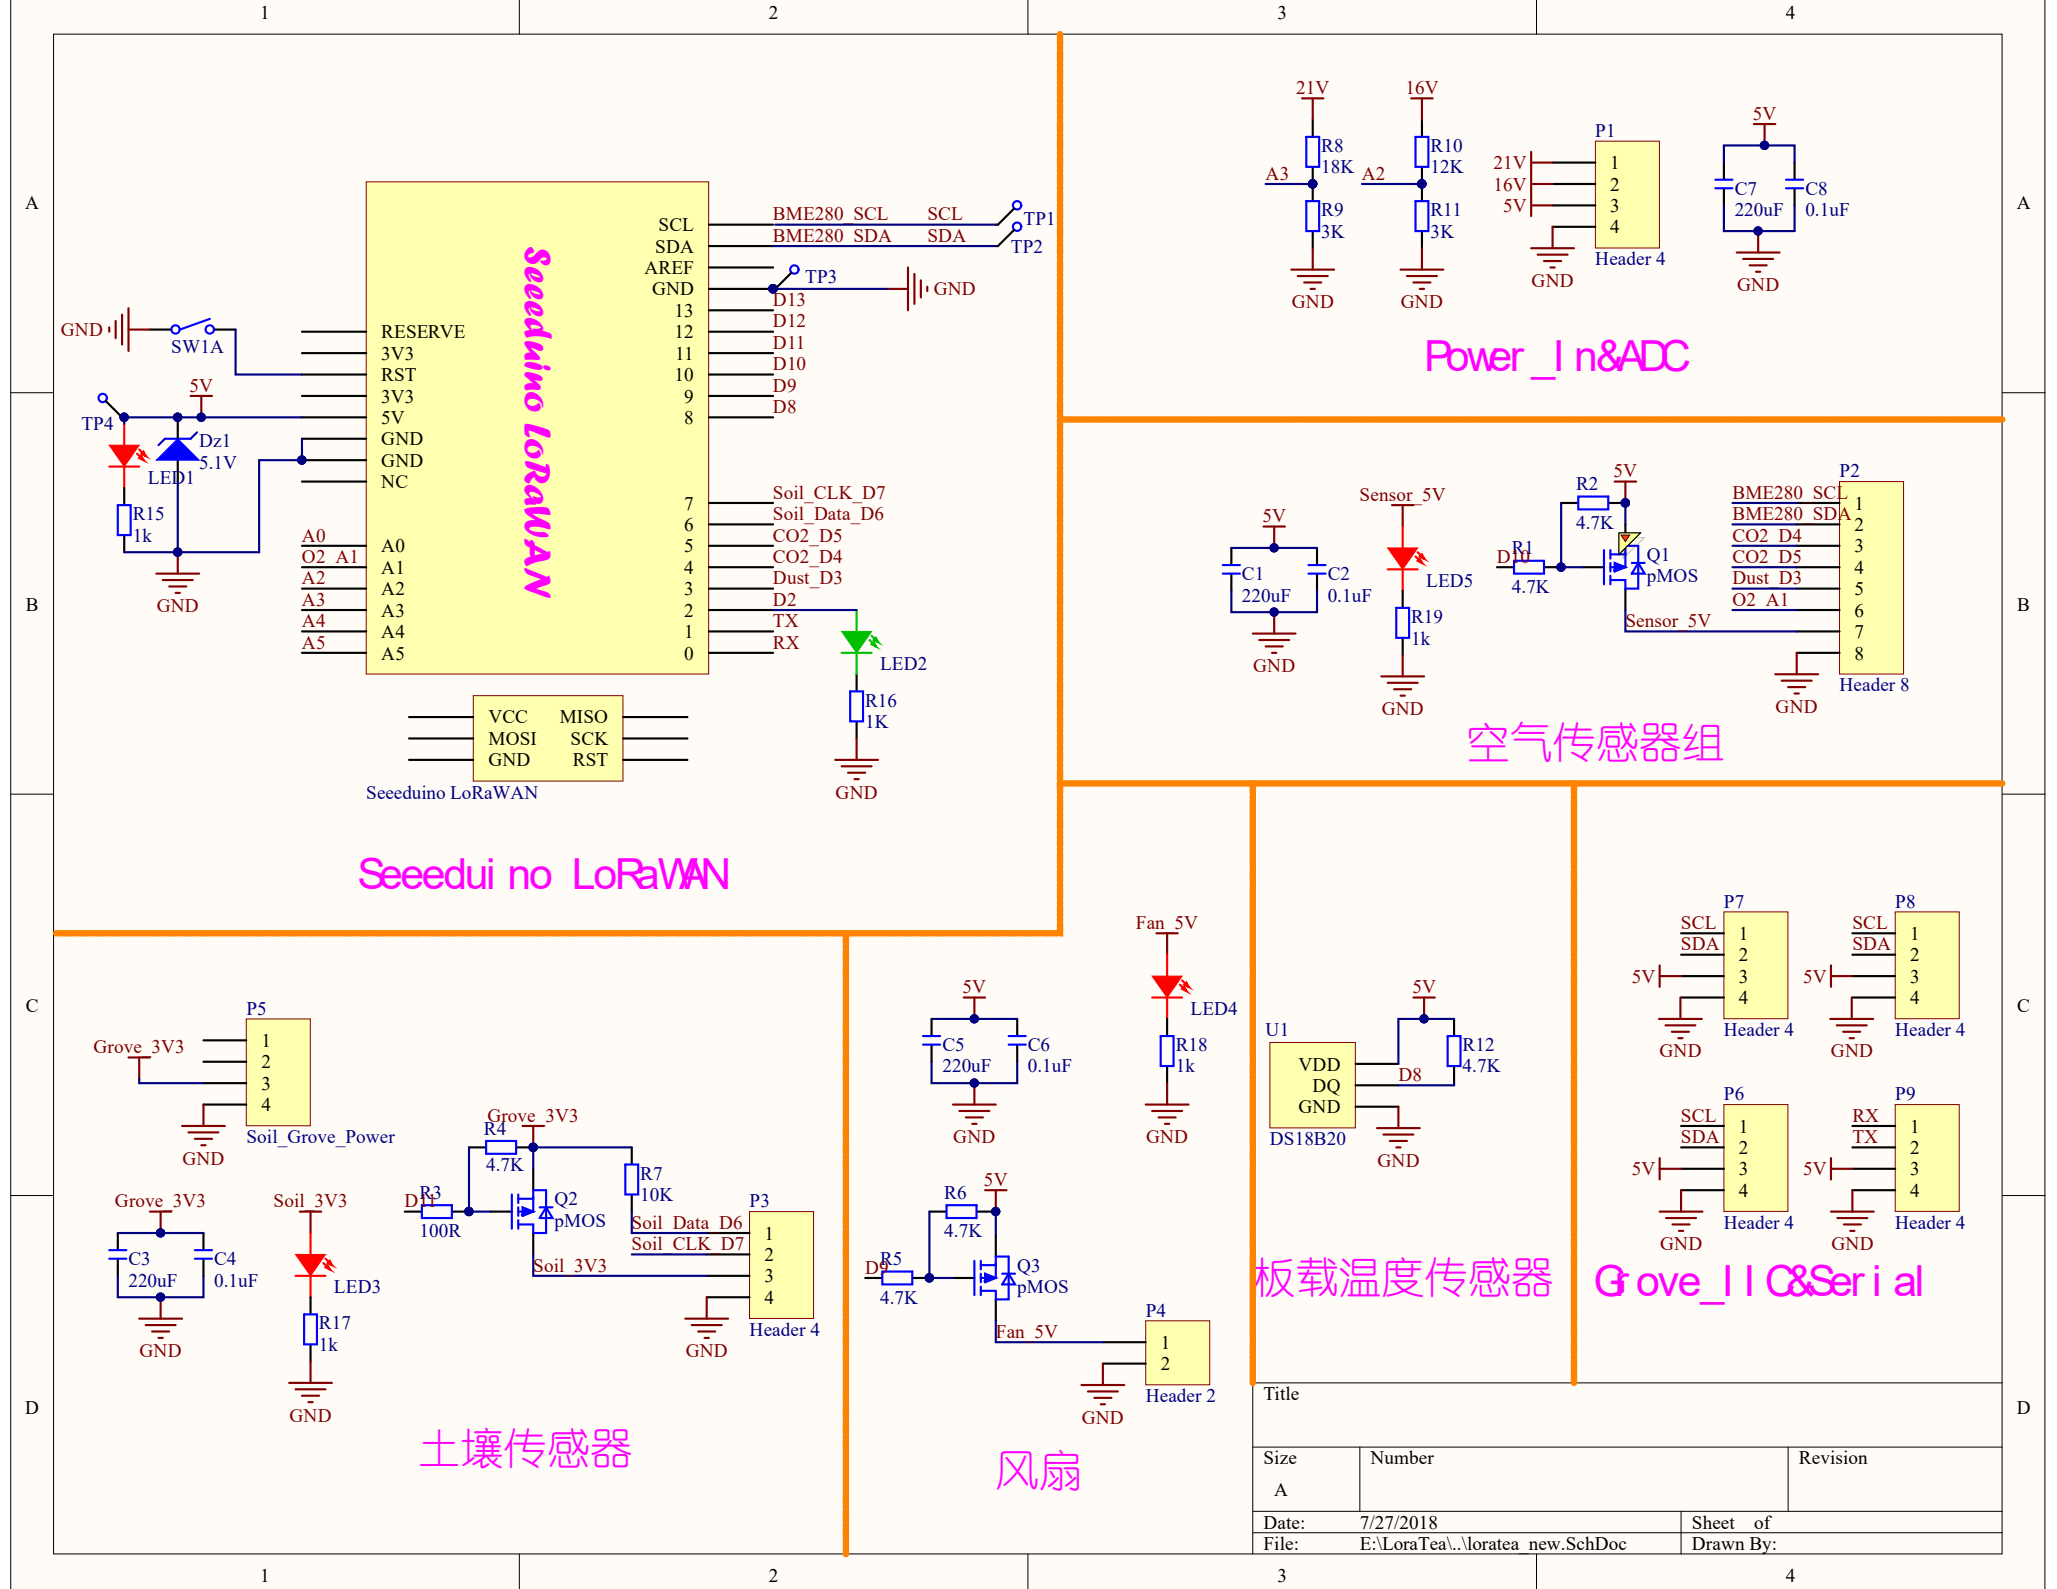 1
2
3
4
A
A
B
B
C
C
D
D
Seeeduino LoRaWAN
SCL
SDA
AREF
GND
13
12
11
10
9
8
7
6
5
4
3
2
1
0
RESERVE
3V3
RST
3V3
5V
GND
GND
NC
A0
A1
A2
A3
A4
A5
BME280_SCL SCL
TP1
BME280_SDA SDA
TP2
TP3
GND
D13
D12
D11
D10
D9
D8
Soil_CLK_D7
Soil_Data_D6
CO2_D5
CO2_D4
Dust_D3
D2
TX
RX
LED2
R16
1K
GND
GND
SW1A
5V
TP4
Dz1
5.1V
LED1
R15
1k
GND
A0
O2_A1
A2
A3
A4
A5
VCC MISO
MOSI SCK
GND RST
Seeeduino LoRaWAN
Seeeduino LoRaWAN
21V
R8
18K
A3
R9
3K
GND
16V
R10
12K
A2
R11
3K
GND
P1
21V 1
16V 2
5V 3
4
Header 4
GND
5V
C7
220uF
C8
0.1uF
GND
Power_In&ADC
5V
C1
220uF
C2
0.1uF
GND
Sensor_5V
LED5
R19
1k
GND
5V
R2
4.7K
D10
R1
4.7K
Q1
pMOS
Sensor_5V
P2
BME280_SCL 1
BME280_SDA 2
CO2_D4 3
CO2_D5 4
Dust_D3 5
O2_A1 6
7
8
Header 8
GND
空气传感器组
P5
1
2
3
4
Grove_3V3
GND
Soil_Grove_Power
Grove_3V3
C3
220uF
C4
0.1uF
GND
Soil_3V3
LED3
R17
1k
GND
Grove_3V3
R4
4.7K
D11
R3
100R
Q2
pMOS
R7
10K
Soil_3V3
P3
Soil_Data_D6 1
Soil_CLK_D7 2
3
4
Header 4
GND
土壤传感器
5V
C5
220uF
C6
0.1uF
GND
Fan_5V
LED4
R18
1k
GND
5V
R6
4.7K
D9
R5
4.7K
Q3
pMOS
Fan_5V
P4
1
2
Header 2
GND
风扇
5V
U1
VDD
DQ
GND
D8
R12
4.7K
DS18B20
GND
板载温度传感器
P7
SCL 1
SDA 2
5V 3
4
Header 4
GND
P8
SCL 1
SDA 2
5V 3
4
Header 4
GND
P6
SCL 1
SDA 2
5V 3
4
Header 4
GND
P9
RX 1
TX 2
5V 3
4
Header 4
GND
Grove_IIC&Serial
Title
Size
A
Number
Revision
Date: 7/27/2018
Sheet of
File: E:\LoraTea\..\loratea_new.SchDoc
Drawn By:
1
2
3
4